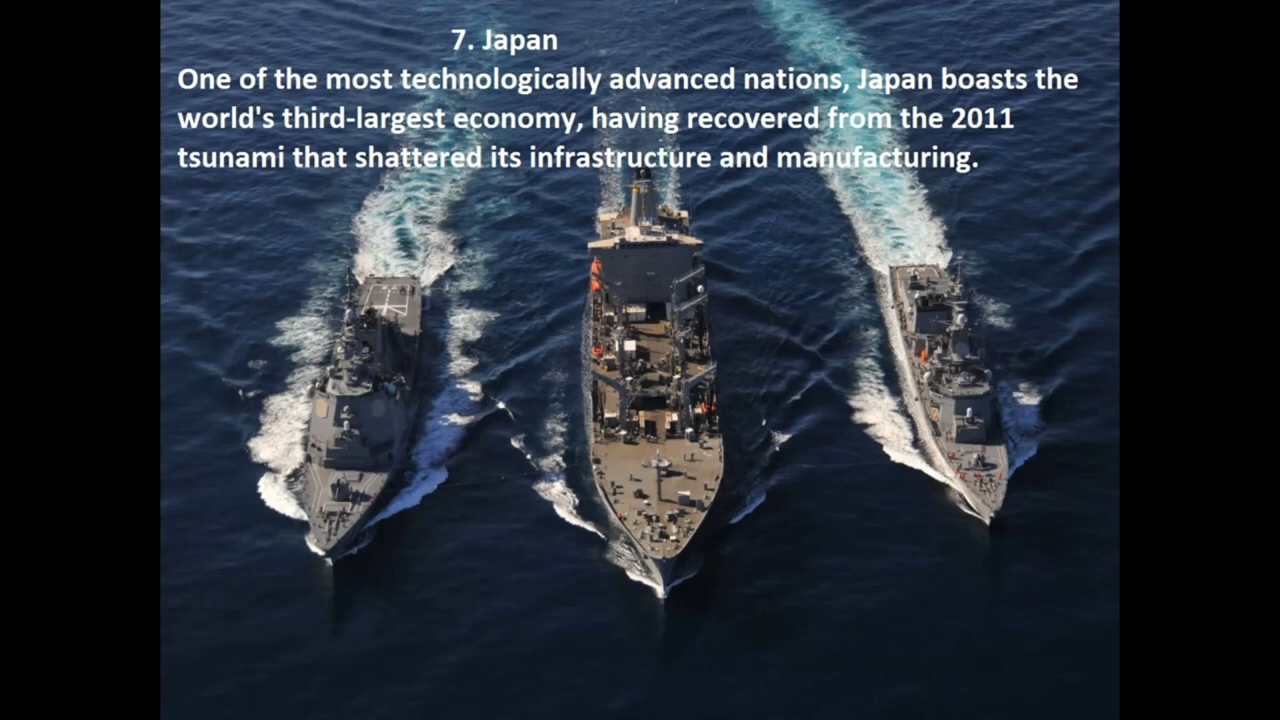 7. Japan
One of the most technologically advanced nations, Japan boasts the
world's third-largest economy, having recovered from the 2011
tsunami that shattered its infrastructure and manufacturing.